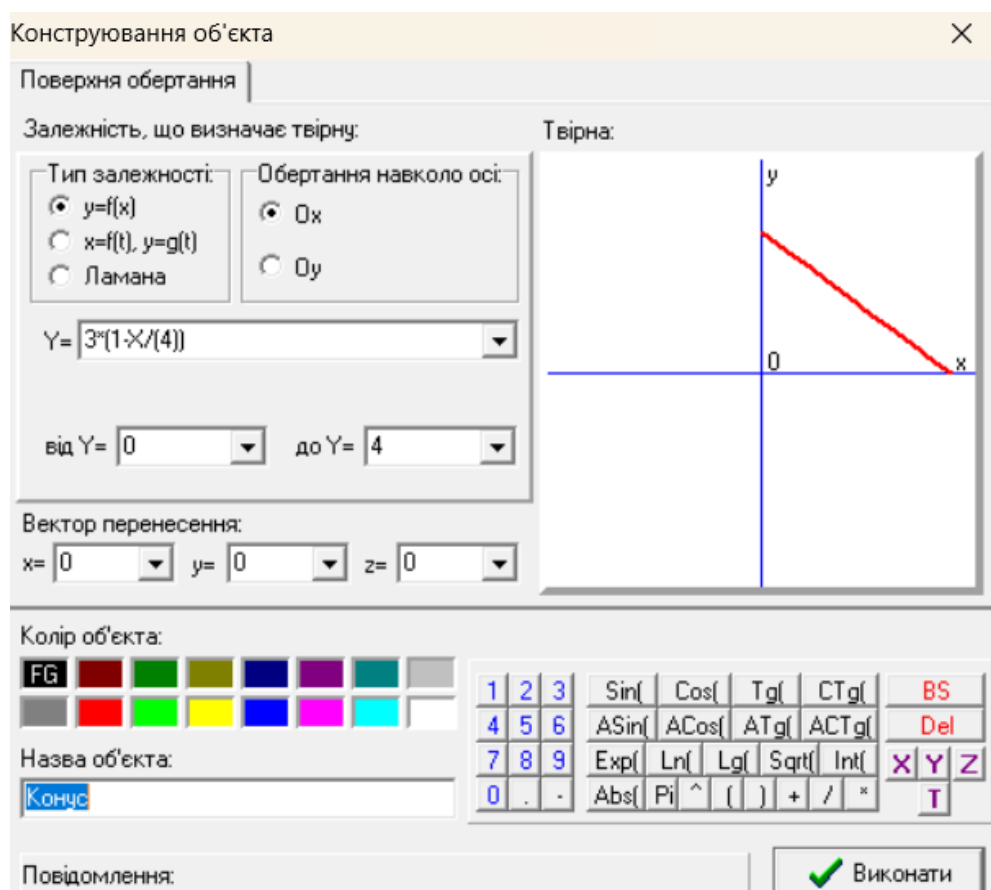 Конструювання об'єкта
Поверхня обертання
Залежність, що визначає твірну:
Твірна:
Тип залежності:
y=f(x)
x=f(t), y=g(t)
Ламана
Обертання навколо осі:
Ox
Oy
Y= 3*(1-X/(4))
від Y= 0 до Y= 4
y
0
x
Вектор перенесення:
x= 0 y= 0 z= 0
Колір об'єкта:
FG
Назва об'єкта:
Конус
1 2 3 Sin( Cos( Tg( CTg( BS
4 5 6 ASin( ACos( ATg( ACTg( Del
7 8 9 Exp( Ln( Lg( Sqrt( Int( X Y Z
0 . - Abs( Pi ^ ( ) + / * T
Повідомлення:
Виконати